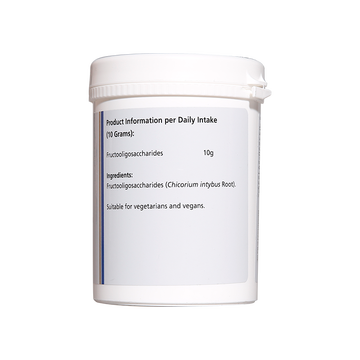 Product Information per Daily Intake
(10 Grams):
Fructooligosaccharides 10g
Ingredients:
Fructooligosaccharides (Chicorium intybus Root).
Suitable for vegetarians and vegans.